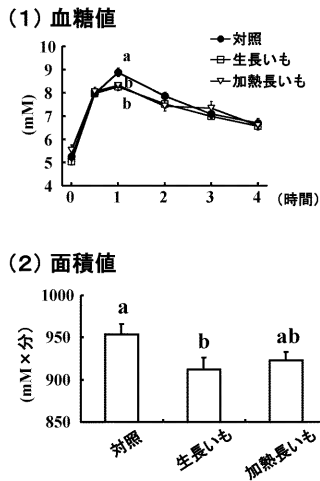 (1) 血糖値
対照
生長いも
加熱長いも
(mM)
10
9
8
7
6
5
4
a
b
b
0 1 2 3 4 (時間)
(2) 面積値
(mM×分)
1000
950
900
850
a
b
ab
対照
生長いも
加熱長いも